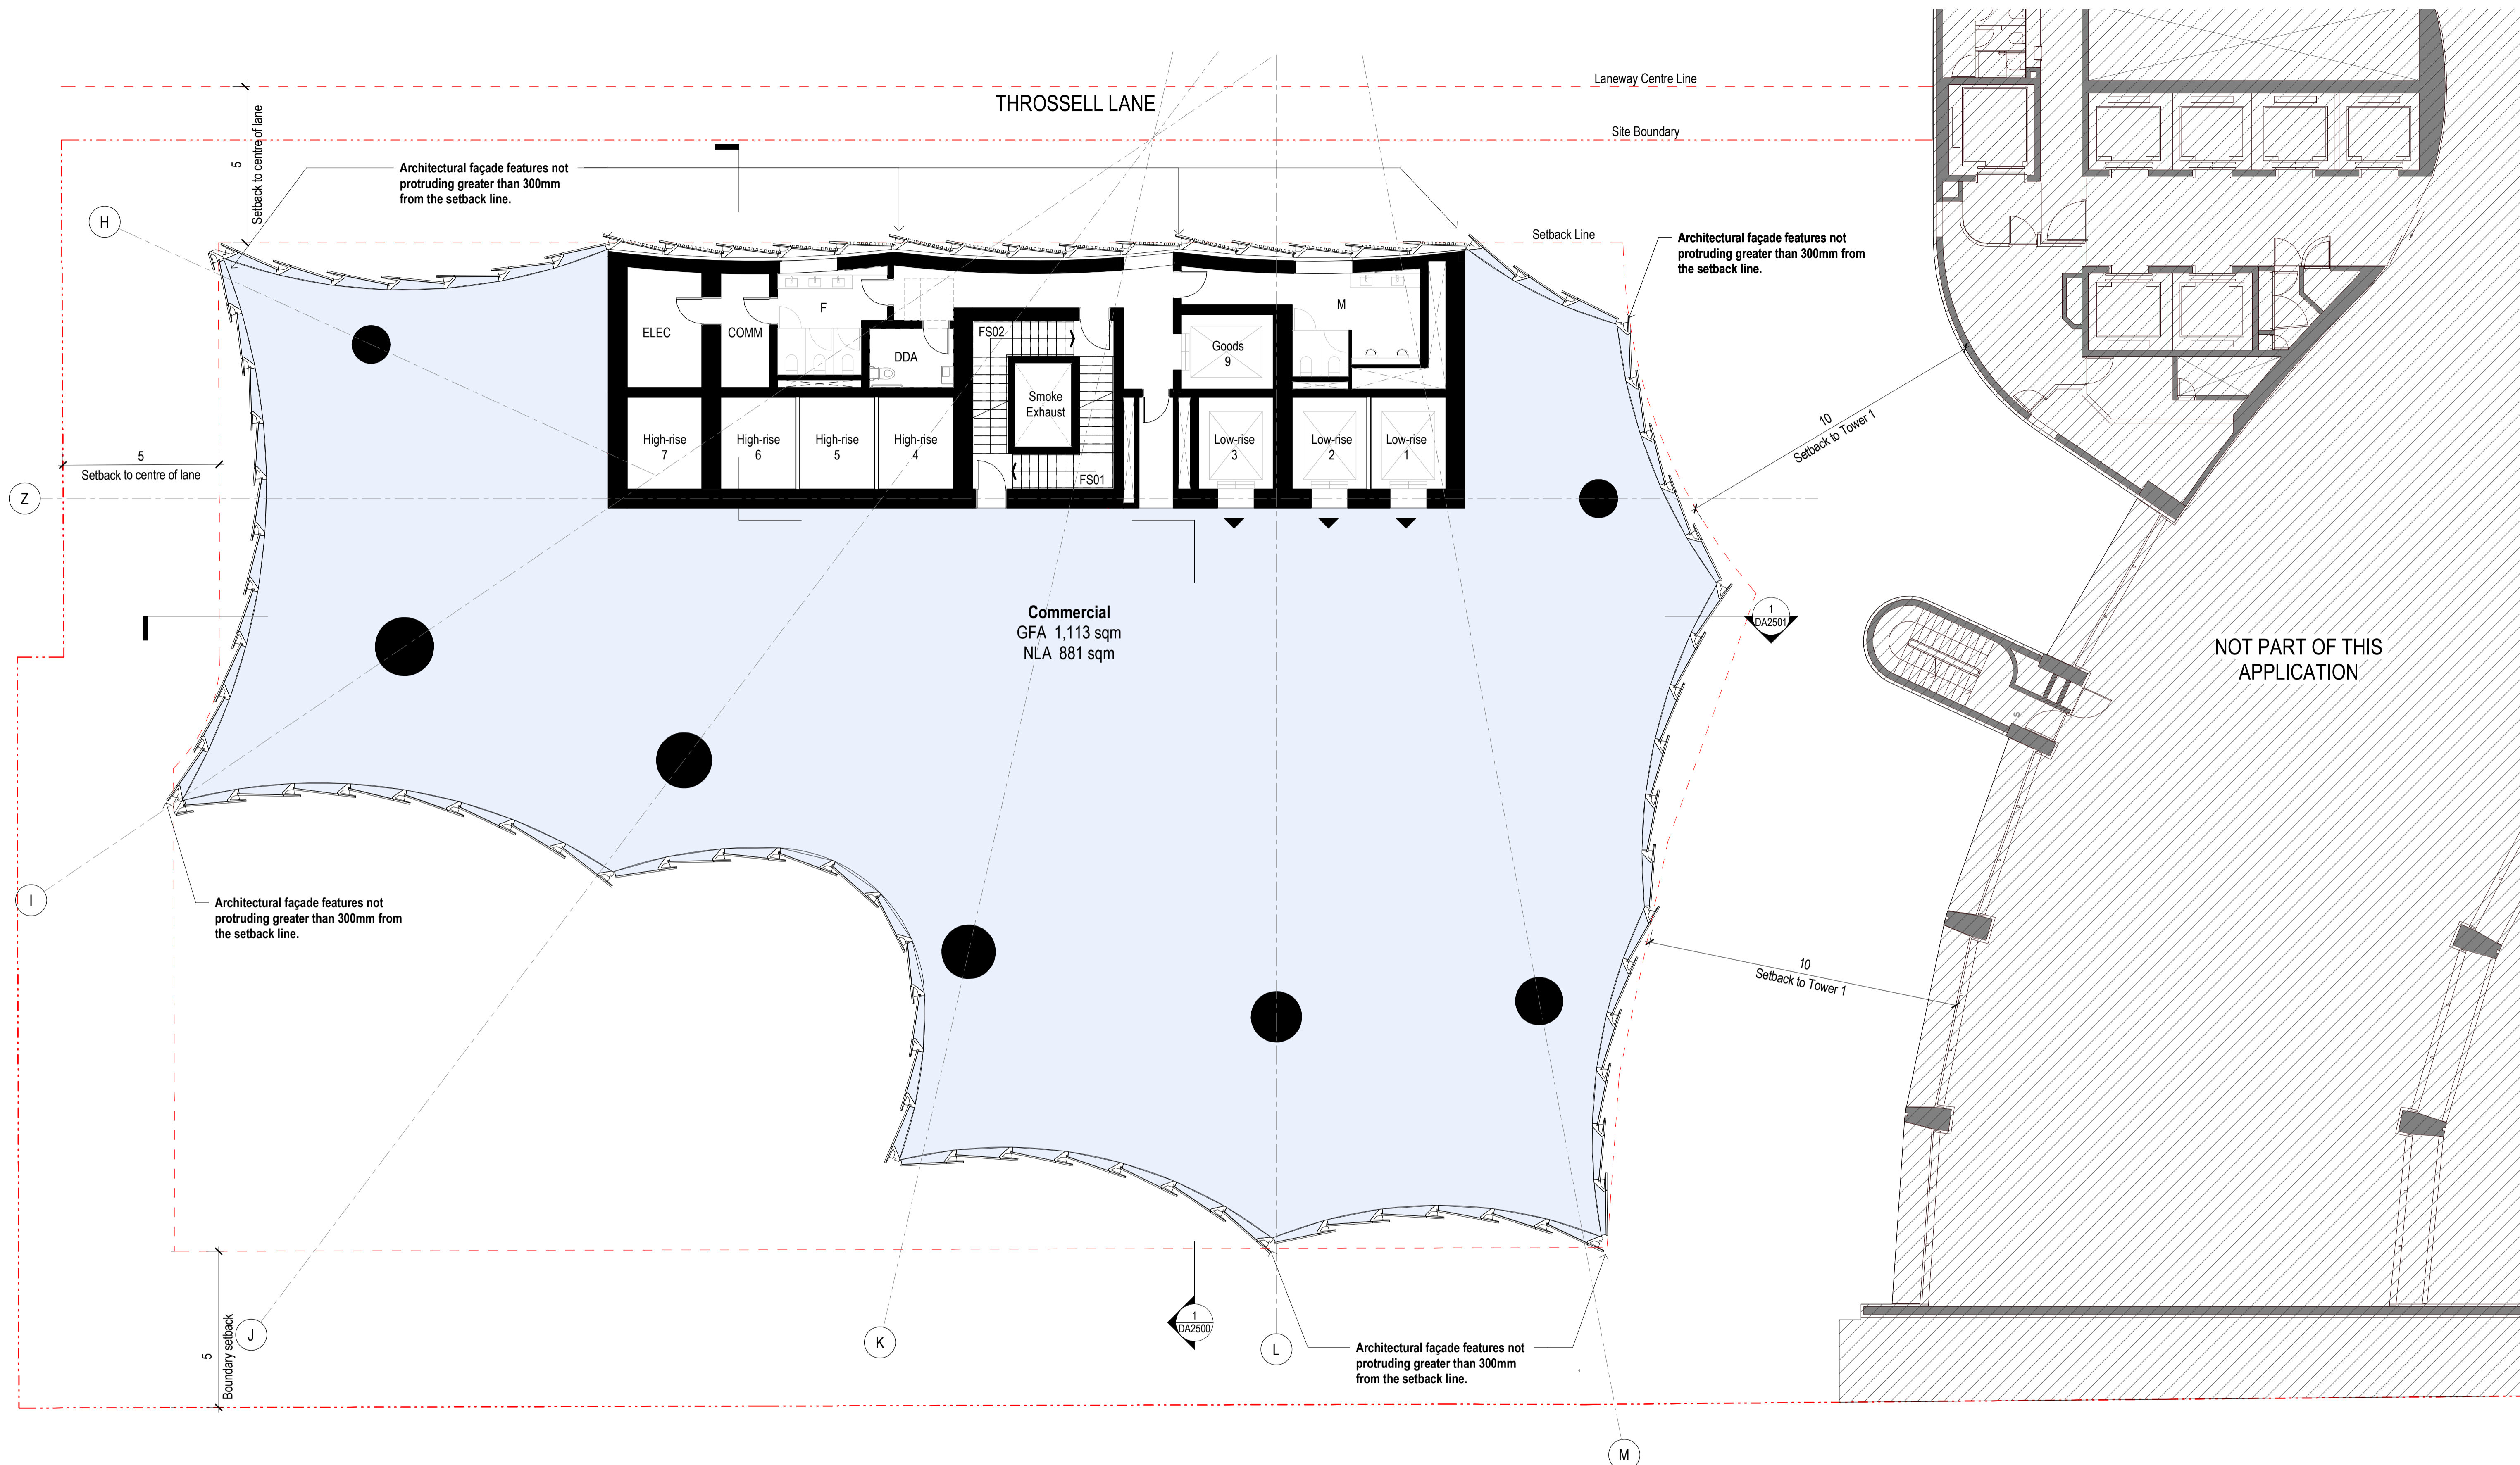 Laneway Centre Line
THROSSELL LANE
Site Boundary
5
Setback to centre of lane
Architectural façade features not
protruding greater than 300mm
from the setback line.
H
Setback Line
Architectural façade features not
protruding greater than 300mm from
the setback line.
ELEC
COMM
F
DDA
FS02
Smoke
Exhaust
FS01
Goods
9
M
High-rise
7
High-rise
6
High-rise
5
High-rise
4
Low-rise
3
Low-rise
2
Low-rise
1
10
Setback to Tower 1
5
Setback to centre of lane
Z
Commercial
GFA 1,113 sqm
NLA 881 sqm
1
DA2501
NOT PART OF THIS
APPLICATION
S
I
Architectural façade features not
protruding greater than 300mm from
the setback line.
10
Setback to Tower 1
5
Boundary setback
J
K
1
DA2500
L
Architectural façade features not
protruding greater than 300mm
from the setback line.
M